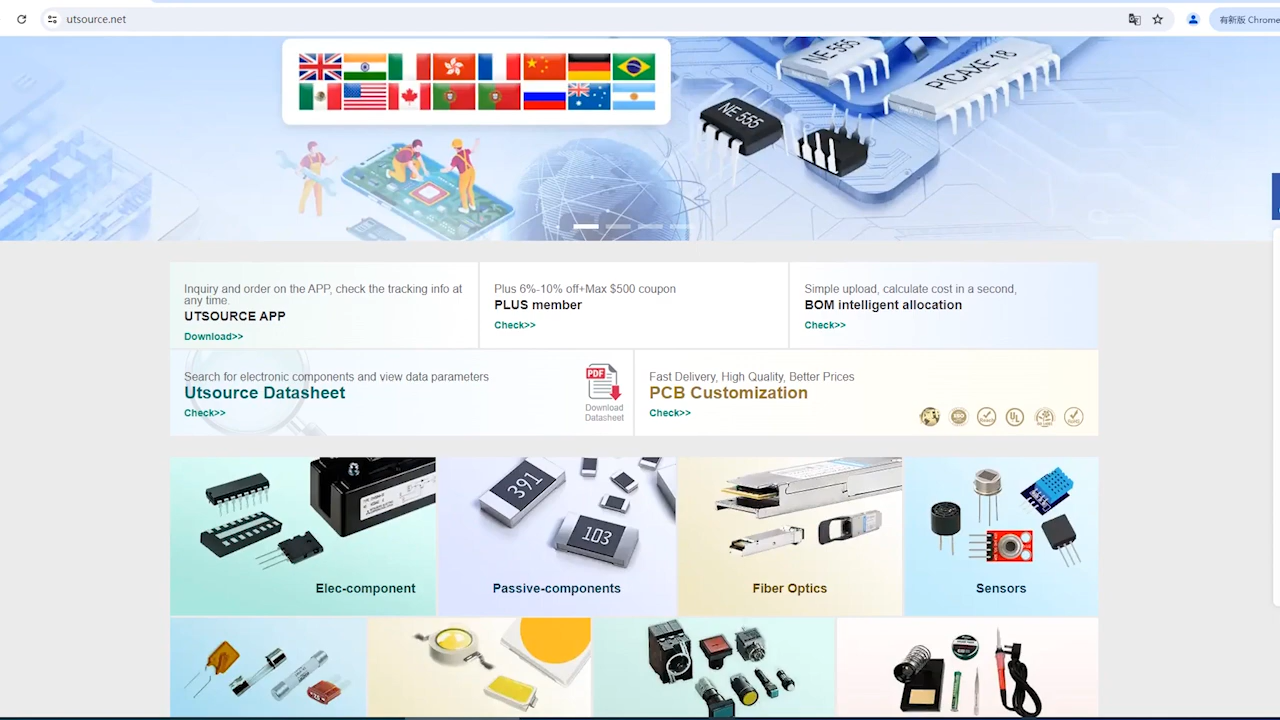 utsource.net
有新版 Chrome
NE 555
PICAXE-18
NE 555
Inquiry and order on the APP, check the tracking info at
any time.
UTSOURCE APP
Download>>
Plus 6%-10% off+Max $500 coupon
PLUS member
Check>>
Simple upload, calculate cost in a second,
BOM intelligent allocation
Check>>
Search for electronic components and view data parameters
Utsource Datasheet
Check>>
PDF
Download
Datasheet
Fast Delivery, High Quality, Better Prices
PCB Customization
Check>>
UL
391
103
Elec-component
Passive-components
Fiber Optics
Sensors